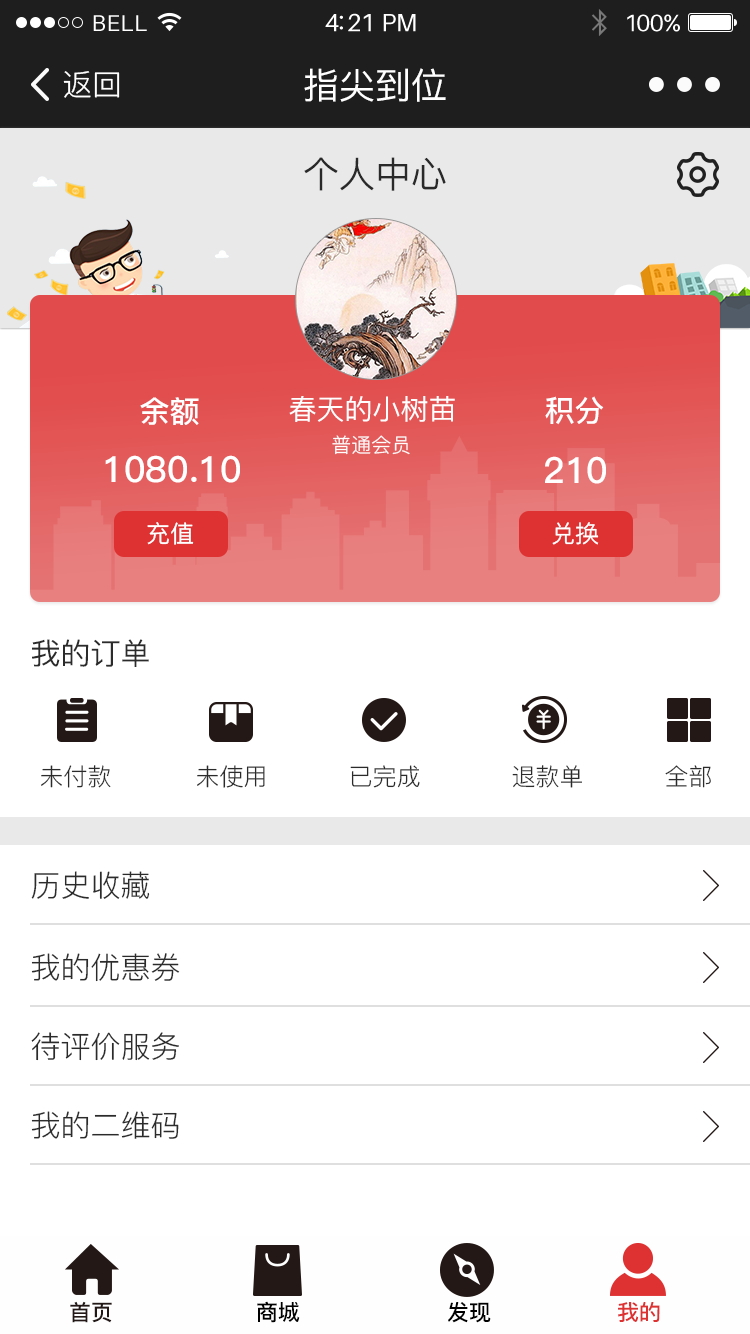 BELL 4:21 PM 100%
返回 指尖到位
个人中心
余额 春天的小树苗 积分
普通会员
1080.10 210
充值 兑换
我的订单
未付款 未使用 已完成 退款单 全部
历史收藏
我的优惠券
待评价服务
我的二维码
首页 商城 发现 我的